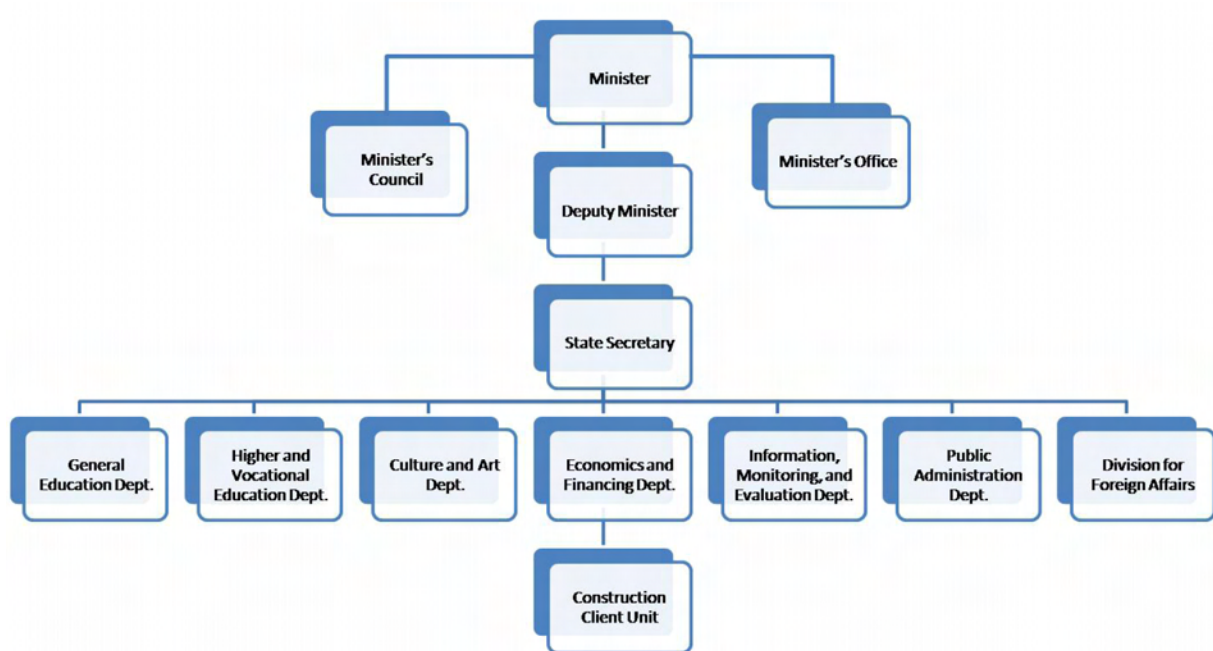 Minister
Minister's
Council
Minister's Office
Deputy Minister
State Secretary
General
Education Dept.
Higher and
Vocational
Education Dept.
Culture and Art
Dept.
Economics and
Financing Dept.
Information,
Monitoring, and
Evaluation Dept.
Public
Administration
Dept.
Division for
Foreign Affairs
Construction
Client Unit